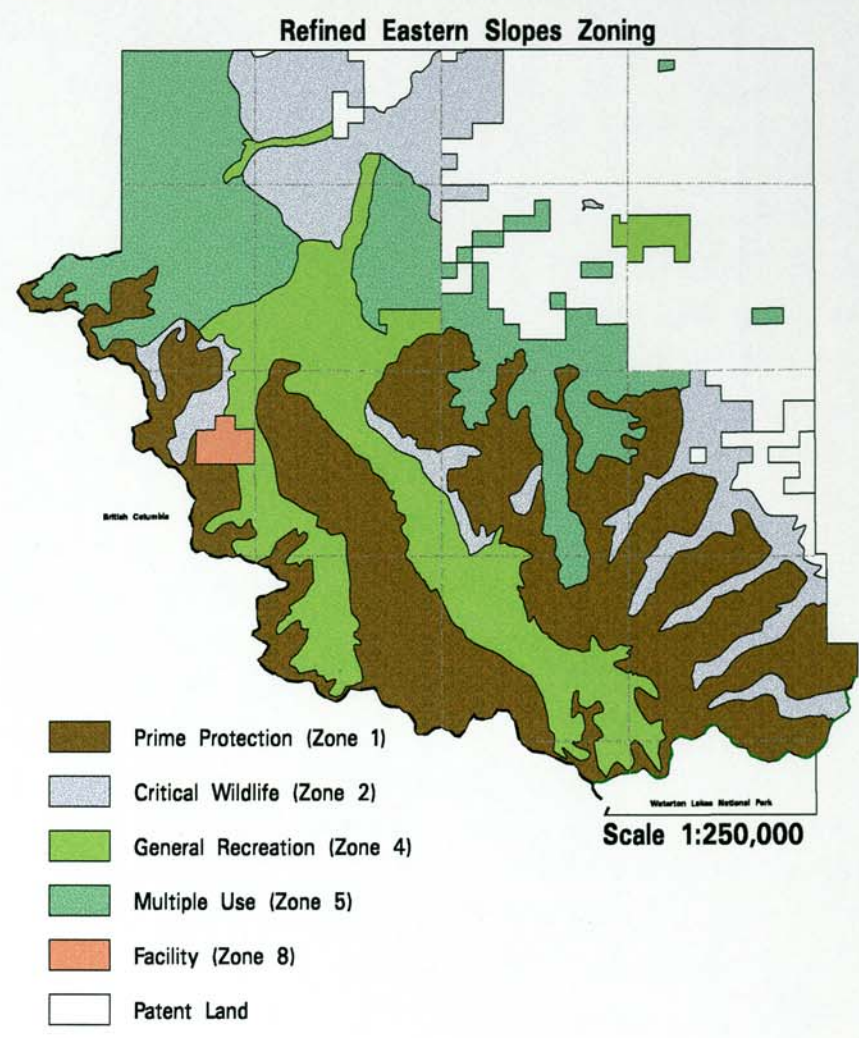 Refined Eastern Slopes Zoning
British Columbia
Prime Protection (Zone 1)
Critical Wildlife (Zone 2)
Waterton Lakes National Park
General Recreation (Zone 4)
Scale 1:250,000
Multiple Use (Zone 5)
Facility (Zone 8)
Patent Land